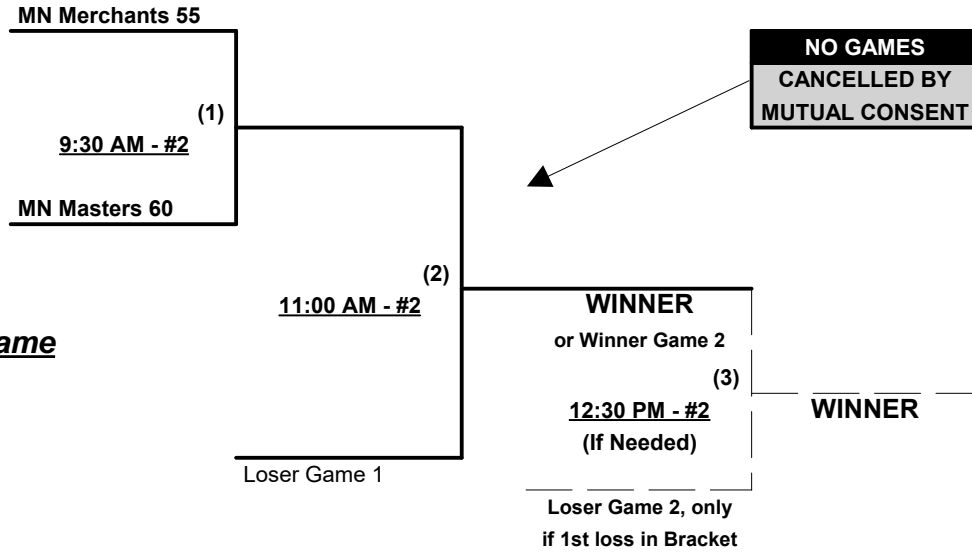 MN Merchants 55
NO GAMES
CANCELLED BY
MUTUAL CONSENT
(1)
9:30 AM - #2
MN Masters 60
(2)
11:00 AM - #2
WINNER
or Winner Game 2
(3)
12:30 PM - #2
(If Needed)
WINNER
Loser Game 1
Loser Game 2, only
if 1st loss in Bracket